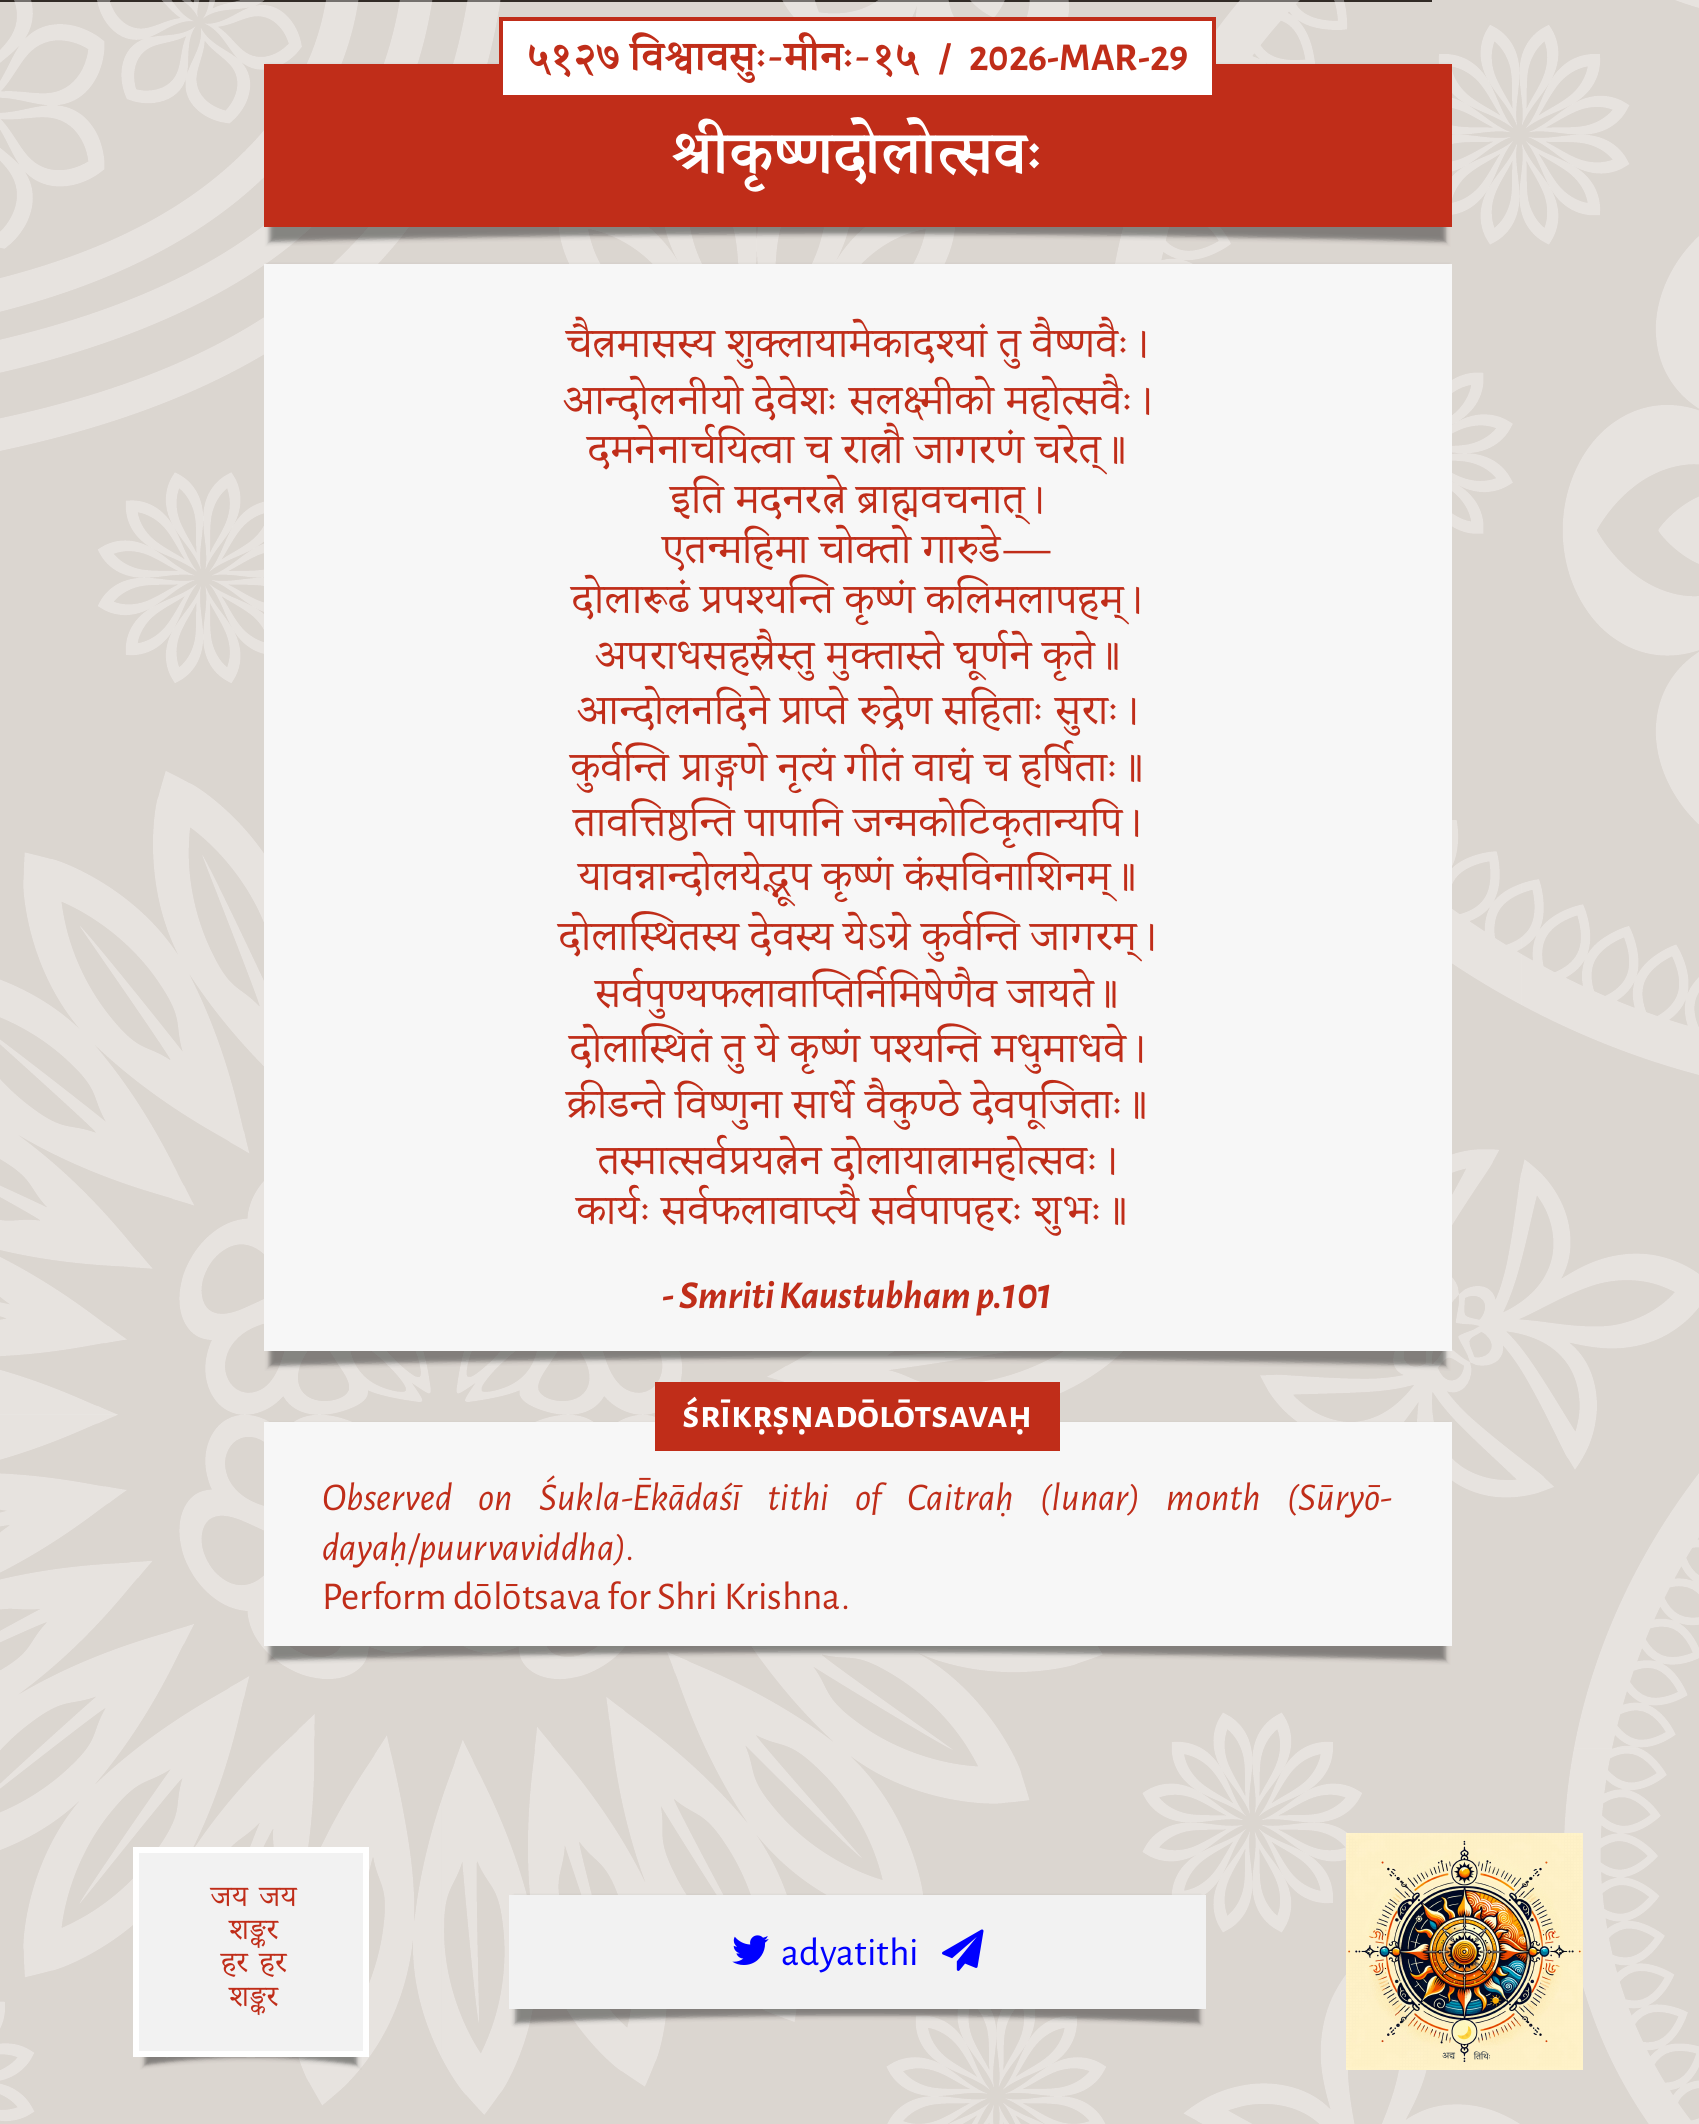 ५१२७ विश्वावसुः-मीनः-१५ / 2026-MAR-29
श्रीकृष्णदोलोत्सवः
चैत्रमासस्य शुक्लायामेकादश्यां तु वैष्णवैः।
आन्दोलनीयो देवेशः सलक्ष्मीको महोत्सवैः।
दमनेनार्चयित्वा च रात्रौ जागरणं चरेत्॥
इति मदनरत्ने ब्राह्मवचनात्।
एतन्महिमा चोक्तो गारुडे—
दोलारूढं प्रपश्यन्ति कृष्णं कलिमलापहम्।
अपराधसहस्रैस्तु मुक्तास्ते घूर्णने कृते॥
आन्दोलनदिने प्राप्ते रुद्रेण सहिताः सुराः।
कुर्वन्ति प्राङ्गणे नृत्यं गीतं वाद्यं च हर्षिताः॥
तावत्तिष्ठन्ति पापानि जन्मकोटिकृतान्यपि।
यावन्नान्दोलयेद्भूप कृष्णं कंसविनाशिनम्॥
दोलास्थितस्य देवस्य येऽग्रे कुर्वन्ति जागरम्।
सर्वपुण्यफलावाप्तिर्निमिषेणैव जायते॥
दोलास्थितं तु ये कृष्णं पश्यन्ति मधुमाधवे।
क्रीडन्ते विष्णुना सार्धे वैकुण्ठे देवपूजिताः॥
तस्मात्सर्वप्रयत्नेन दोलायात्रामहोत्सवः।
कार्यः सर्वफलावाप्त्यै सर्वपापहरः शुभः॥
- Smriti Kaustubham p.101
ŚRĪKṚṢṆADŌLŌTSAVAḤ
Observed on Śukla-Ēkādaśī tithi of Caitraḥ (lunar) month (Sūryō-
dayaḥ/puurvaviddha).
Perform dōlōtsava for Shri Krishna.
जय जय
शङ्कर
हर हर
शङ्कर
adyatithi
अद्य तिथिः